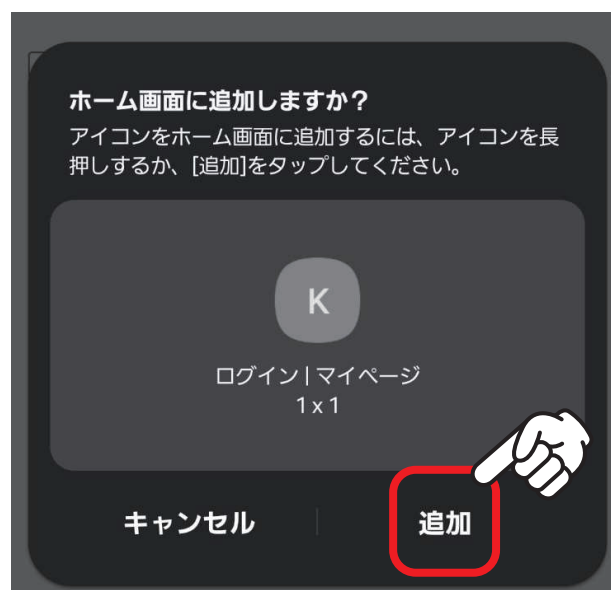 ホーム画面に追加しますか？
アイコンをホーム画面に追加するには、アイコンを長
押しするか、[追加]をタップしてください。
K
ログイン | マイページ
1 x 1
キャンセル
追加